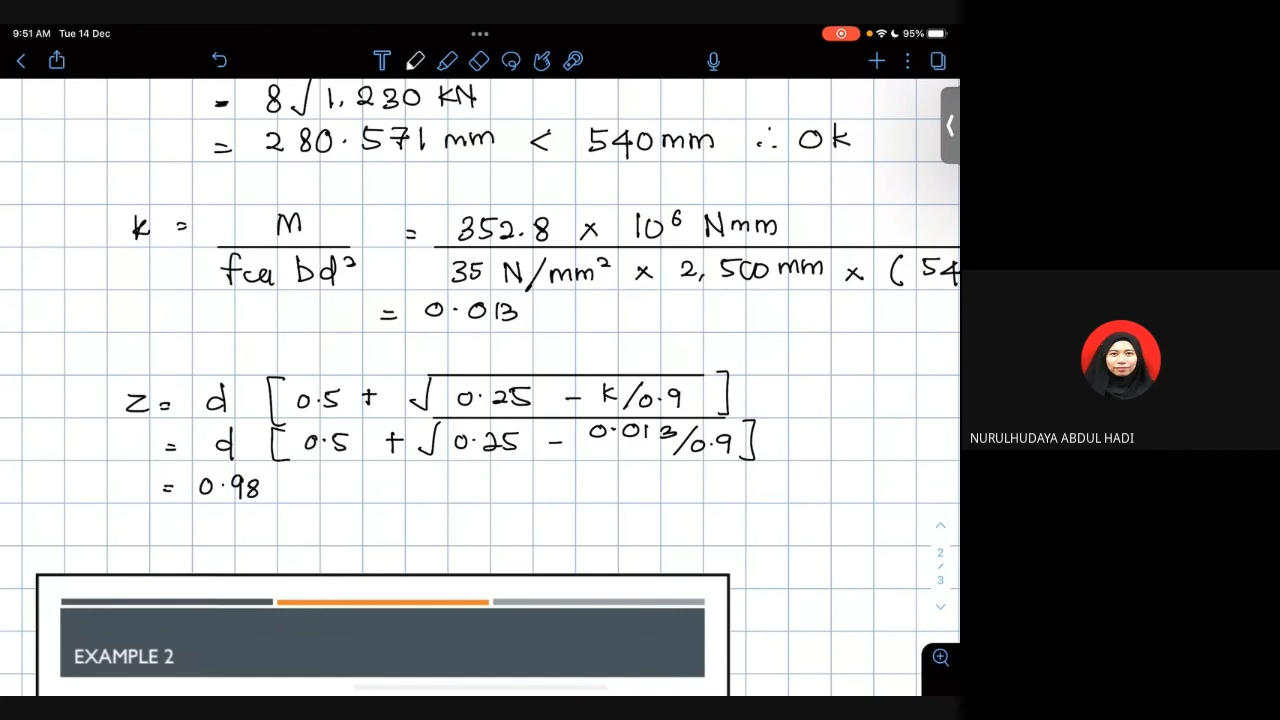 9:51 AM Tue 14 Dec
95%
= 8√1,230 KN
= 280.571 mm < 540mm ∴ Ok
k = M / fcu bd² = 352.8 × 10⁶ Nmm / 35 N/mm² × 2,500mm × (54
= 0.013
Z = d [0.5 + √0.25 - k/0.9]
= d [0.5 + √0.25 - 0.013/0.9]
= 0.98
2/3
EXAMPLE 2
NURULHUDAYA ABDUL HADI